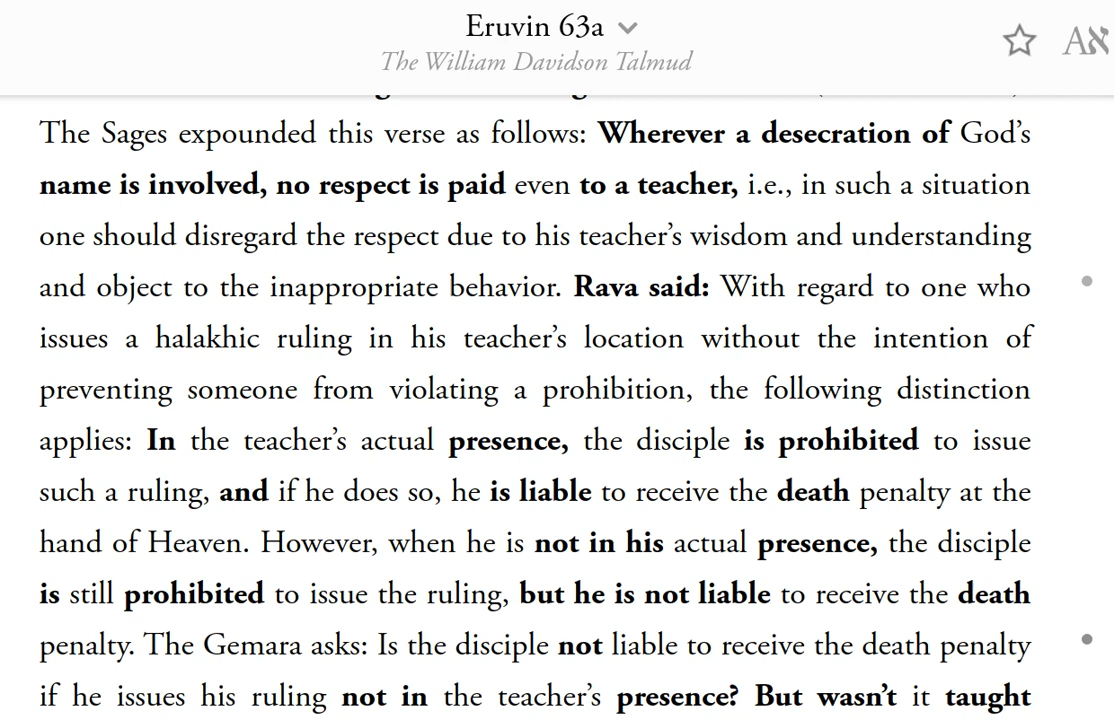 Eruvin 63a
The William Davidson Talmud
AX
The Sages expounded this verse as follows: Wherever a desecration of God's
name is involved, no respect is paid even to a teacher, i.e., in such a situation
one should disregard the respect due to his teacher's wisdom and understanding
and object to the inappropriate behavior. Rava said: With regard to one who
issues a halakhic ruling in his teacher's location without the intention of
preventing someone from violating a prohibition, the following distinction
applies: In the teacher's actual presence, the disciple is prohibited to issue
such a ruling, and if he does so, he is liable to receive the death penalty at the
hand of Heaven. However, when he is not in his actual presence, the disciple
is still prohibited to issue the ruling, but he is not liable to receive the death
penalty. The Gemara asks: Is the disciple not liable to receive the death penalty
if he issues his ruling not in the teacher's presence? But wasn't it taught